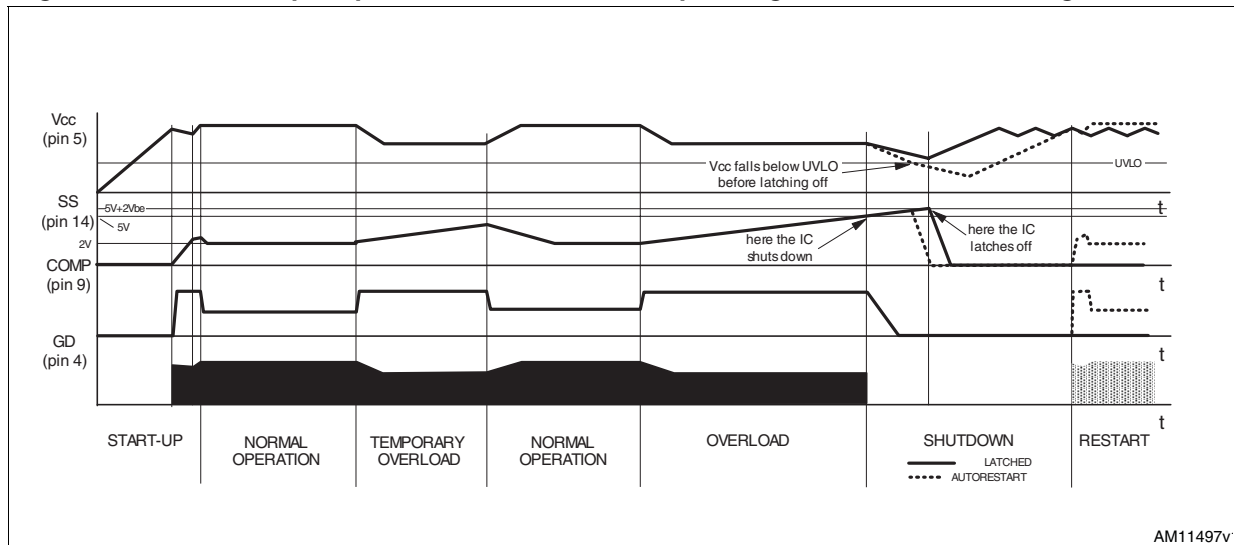 Vcc
(pin 5)
UVLO
Vcc falls below UVLO
before latching off
t
SS
(pin 14)
5V+2Vbe
5V
2V
here the IC
shuts down
here the IC
latches off
t
COMP
(pin 9)
t
GD
(pin 4)
t
START-UP
NORMAL
OPERATION
TEMPORARY
OVERLOAD
NORMAL
OPERATION
OVERLOAD
SHUTDOWN
RESTART
LATCHED
AUTORESTART